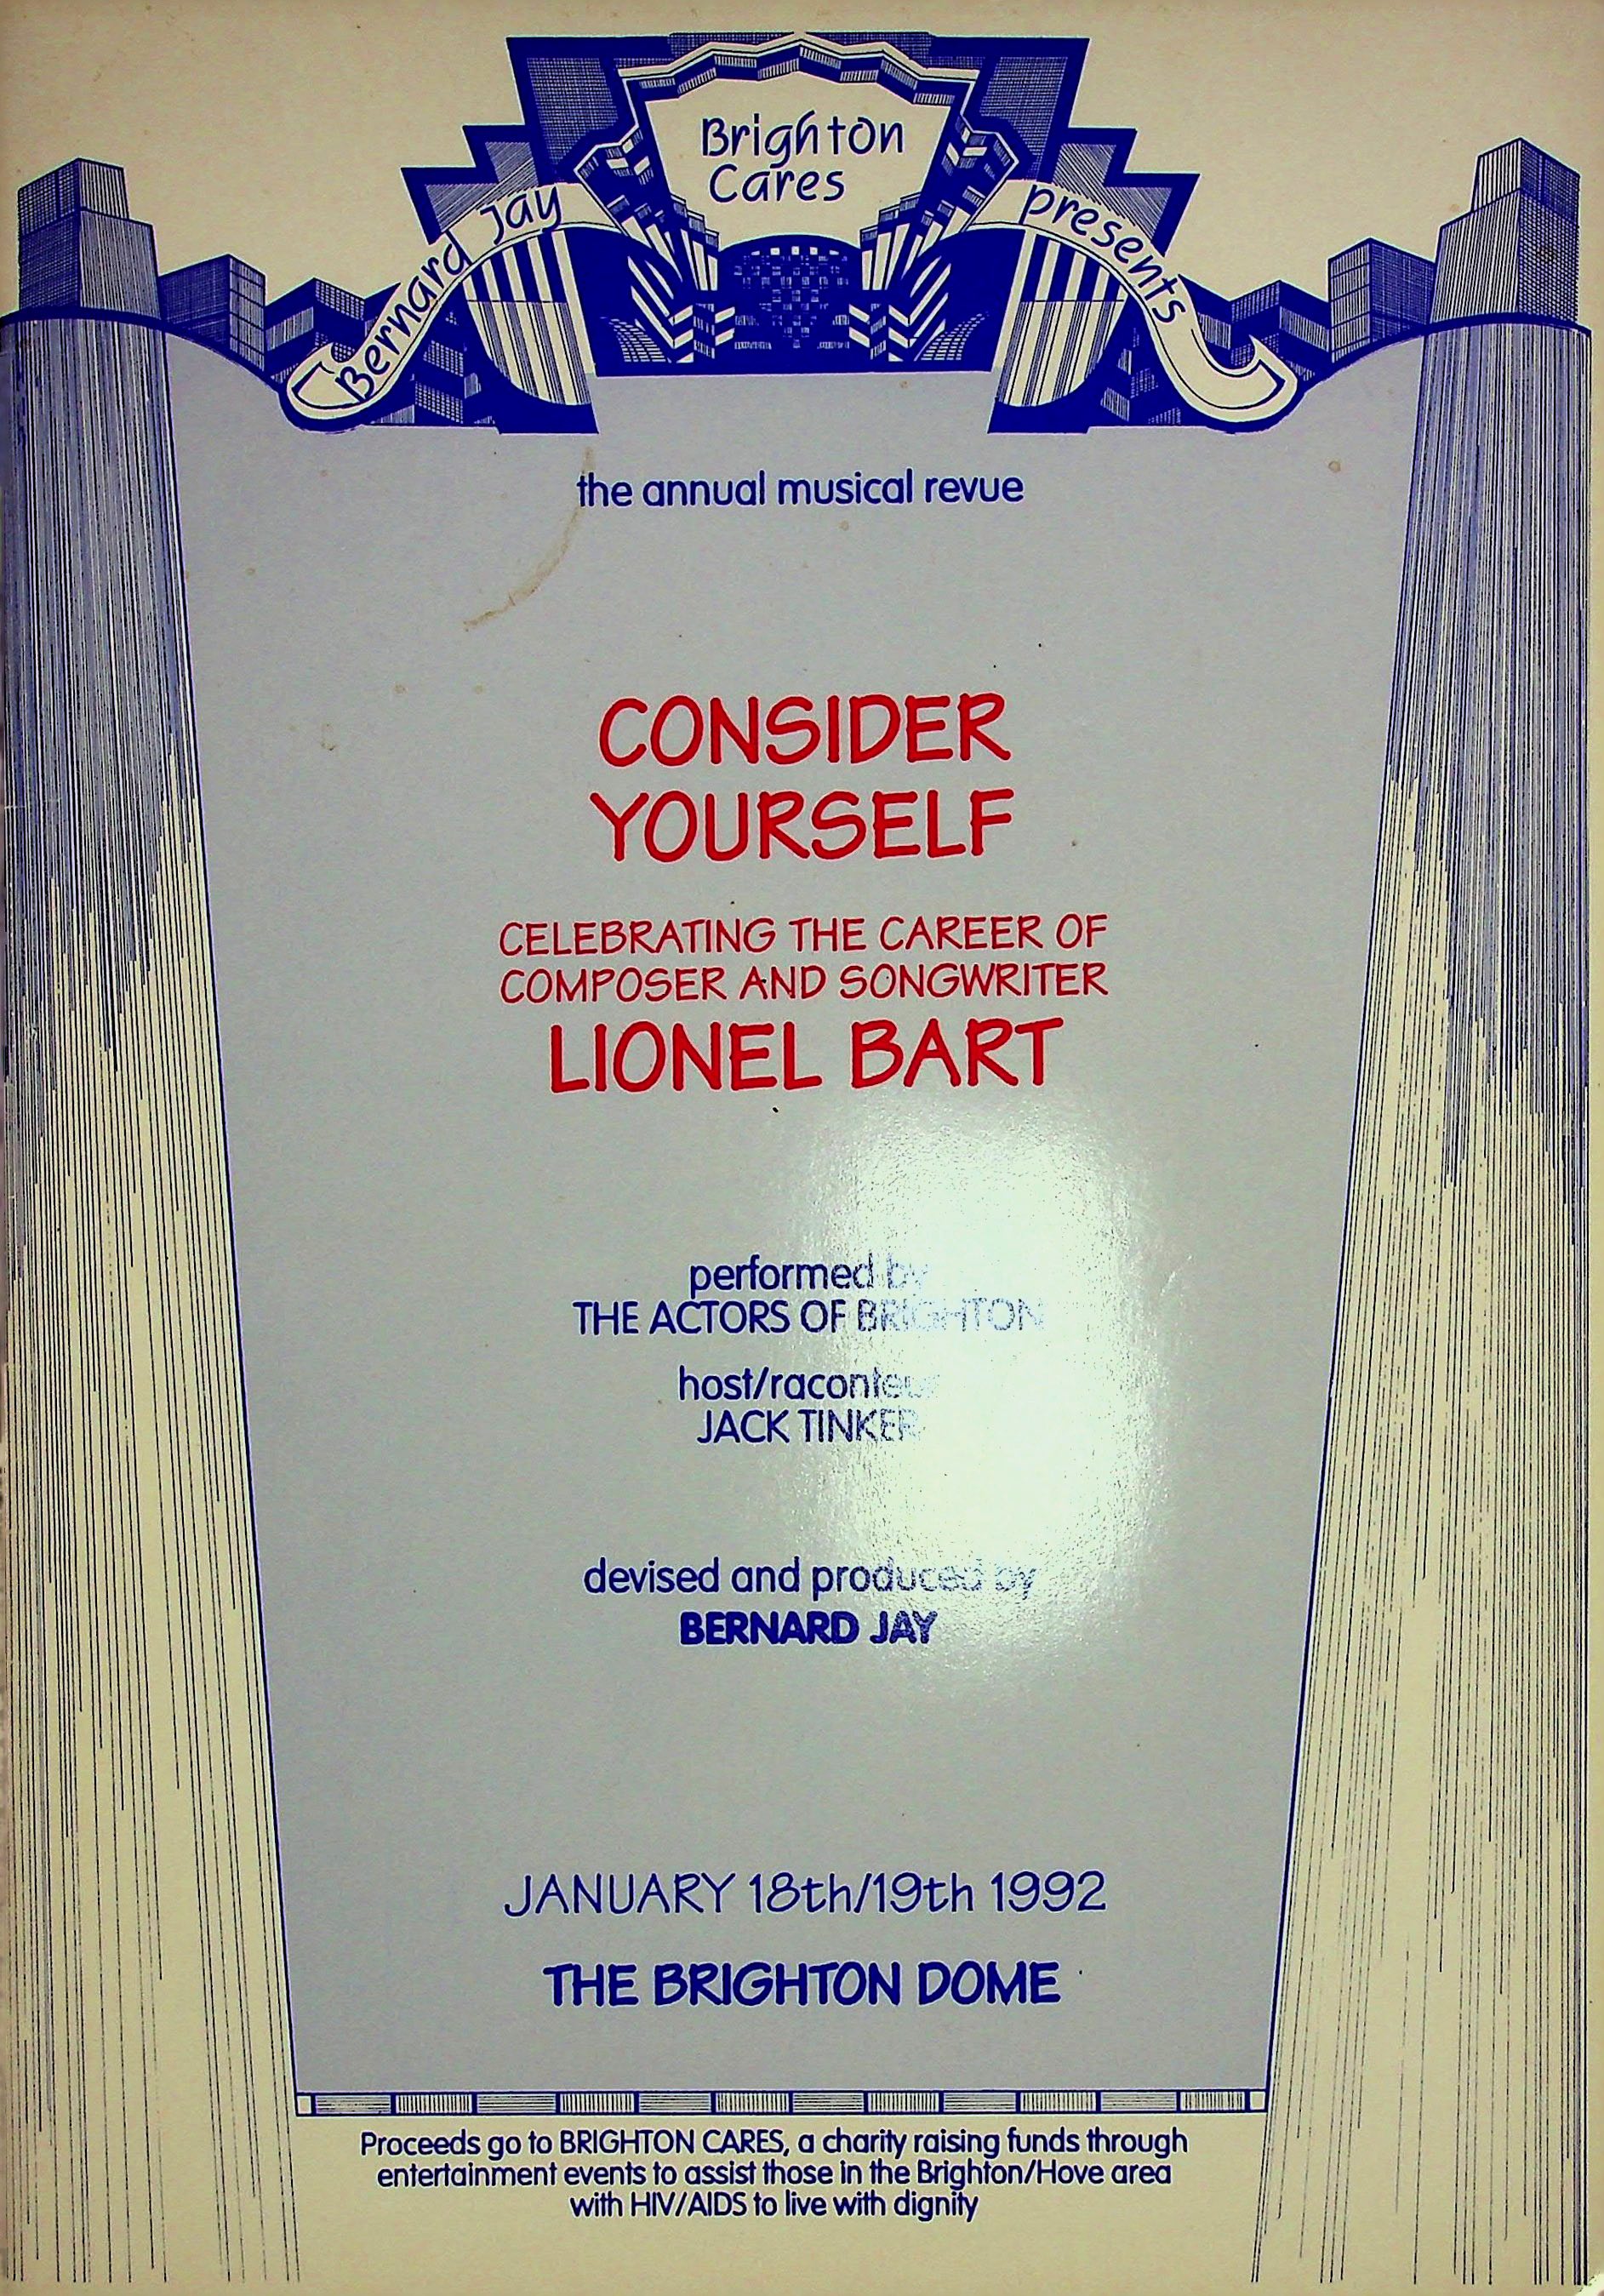 Brighton
Cares
Bernard Jay presents
the annual musical revue
CONSIDER
YOURSELF
CELEBRATING THE CAREER OF
COMPOSER AND SONGWRITER
LIONEL BART
performed by
THE ACTORS OF BRIGHTON
host/raconteur
JACK TINKER
devised and produced by
BERNARD JAY
JANUARY 18th/19th 1992
THE BRIGHTON DOME
Proceeds go to BRIGHTON CARES, a charity raising funds through
entertainment events to assist those in the Brighton/Hove area
with HIV/AIDS to live with dignity